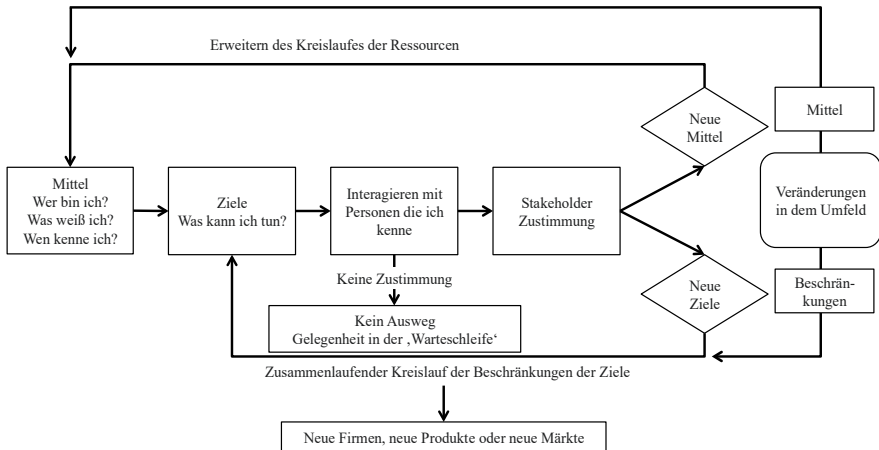 Erweitern des Kreislaufes der Ressourcen
Neue
Mittel
Mittel
Mittel
Wer bin ich?
Was weiß ich?
Wen kenne ich?
Ziele
Was kann ich tun?
Interagieren mit
Personen die ich
kenne
Stakeholder
Zustimmung
Veränderungen
in dem Umfeld
Keine Zustimmung
Neue
Ziele
Beschrän-
kungen
Kein Ausweg
Gelegenheit in der ‚Warteschleife‘
Zusammenlaufender Kreislauf der Beschränkungen der Ziele
Neue Firmen, neue Produkte oder neue Märkte